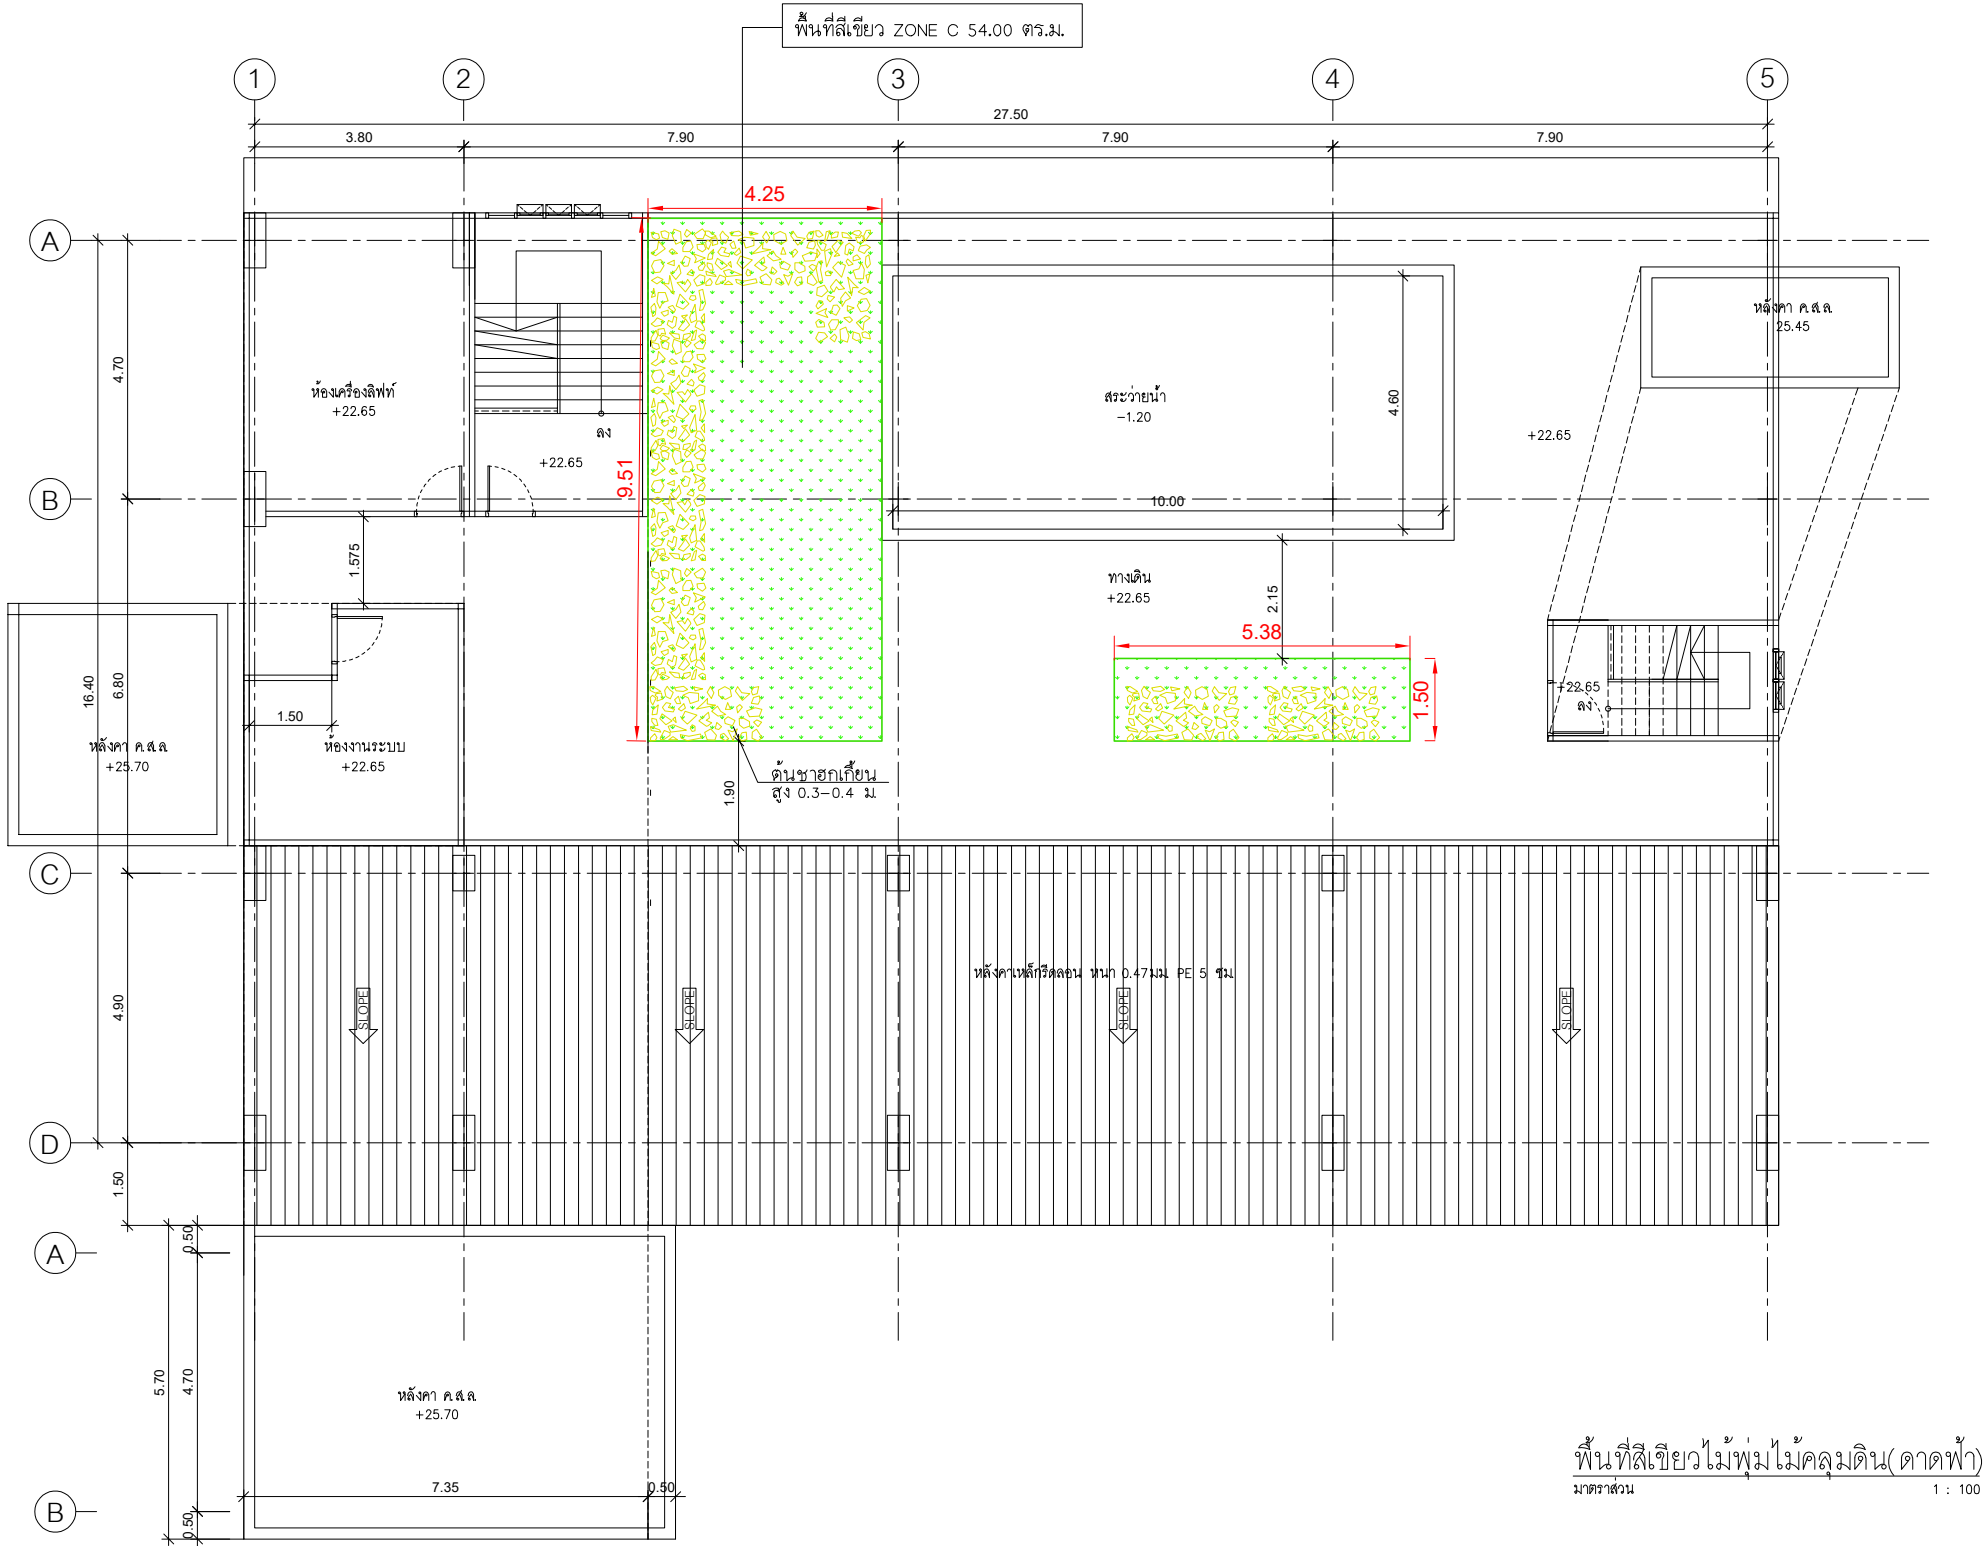 พื้นที่สีเขียว ZONE C 54.00 ตร.ม.
1
2
3
4
5
27.50
3.80
7.90
7.90
7.90
4.25
A
หลังคา ค.ส.ล.
25.45
4.70
ห้องเครื่องลิฟท์
+22.65
สระว่ายน้ำ
-1.20
4.60
ลง
+22.65
+22.65
9.51
B
10.00
1.575
ทางเดิน
+22.65
2.15
5.38
16.40
6.80
1.50
+22.65
ลง
1.50
หลังคา ค.ส.ล.
+25.70
ห้องงานระบบ
+22.65
ต้นชาฮกเกี้ยน
สูง 0.3-0.4 ม.
1.90
C
หลังคาเหล็กรีดลอน หนา 0.47มม. PE 5 ซม.
4.90
SLOPE
SLOPE
SLOPE
SLOPE
D
1.50
0.50
A
5.70
4.70
หลังคา ค.ส.ล.
+25.70
7.35
0.50
B
0.50
พื้นที่สีเขียวไม้พุ่มไม้คลุมดิน(ดาดฟ้า)
มาตราส่วน 1 : 100